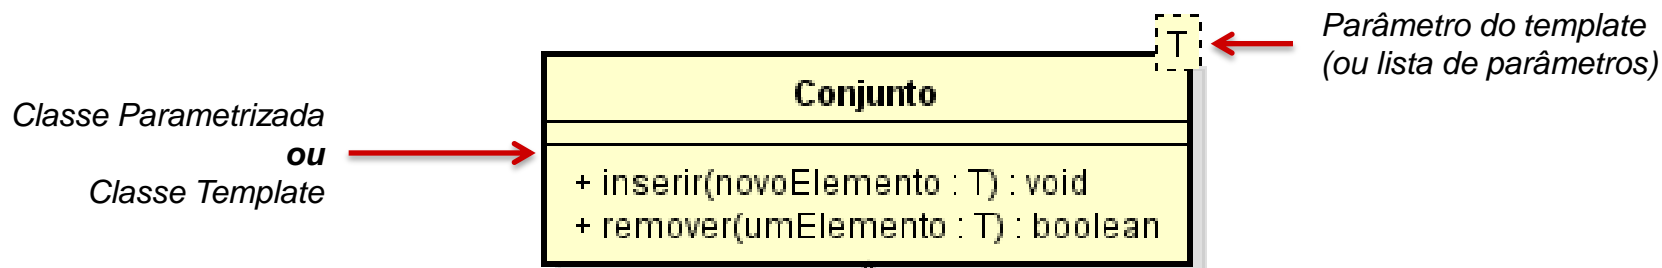 Parâmetro do template
(ou lista de parâmetros)
T
Conjunto
Classe Parametrizada
ou
Classe Template
+ inserir(novoElemento : T) : void
+ remover(umElemento : T) : boolean